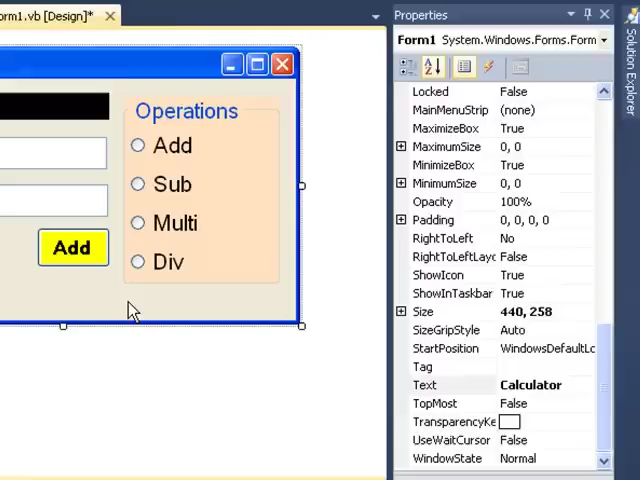 orm1.vb [Design]*
Operations
Add
Sub
Multi
Div
Add
Properties
Form1 System.Windows.Forms.Form
Locked False
MainMenuStrip (none)
MaximizeBox True
MaximumSize 0, 0
MinimizeBox True
MinimumSize 0, 0
Opacity 100%
Padding 0, 0, 0, 0
RightToLeft No
RightToLeftLayo False
ShowIcon True
ShowInTaskbar True
Size 440, 258
SizeGripStyle Auto
StartPosition WindowsDefaultLo
Tag
Text Calculator
TopMost False
TransparencyKe
UseWaitCursor False
WindowState Normal
Solution Explorer